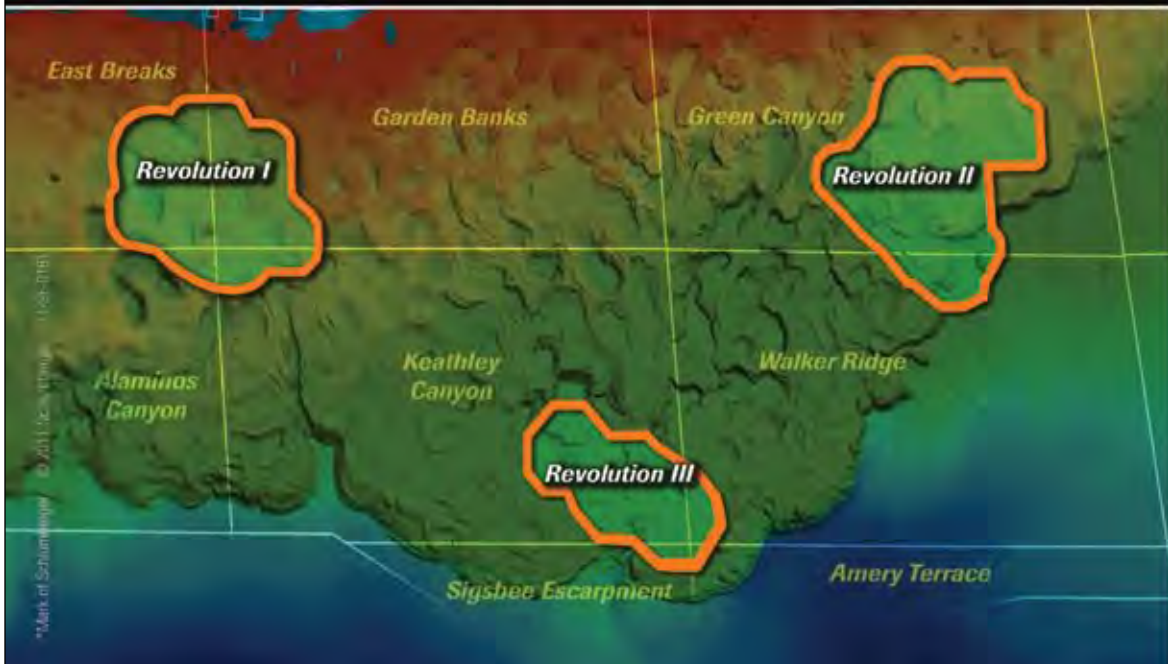 East Breaks
Garden Banks
Green Canyon
Revolution I
Revolution II
Keathley
Canyon
Walker Ridge
Alaminos
Canyon
Revolution III
Sigsbee Escarpment
Amery Terrace
*Mark of Schlumberger © 2011